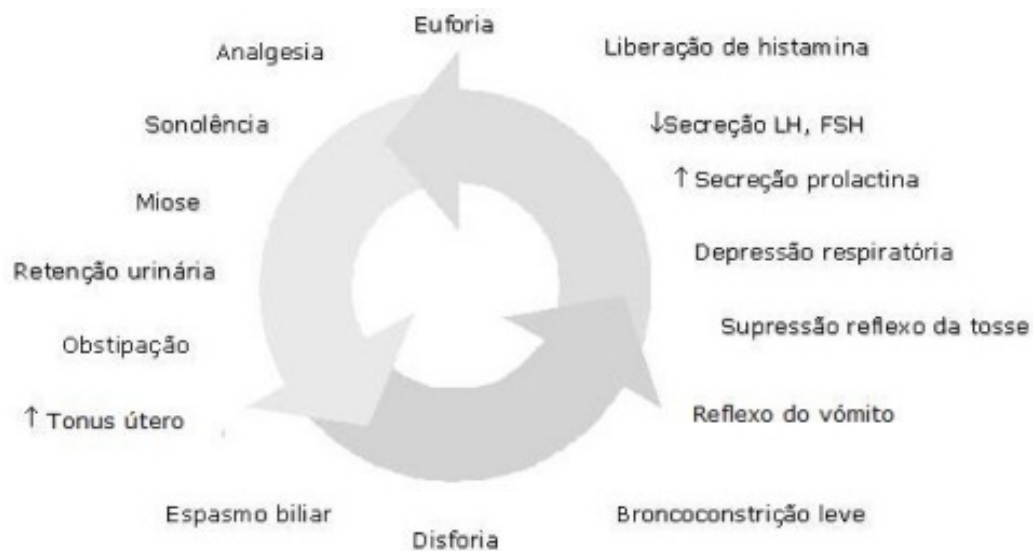 Euforia
Analgesia
Liberação de histamina
Sonolência
↓Secreção LH, FSH
↑ Secreção prolactina
Miose
Depressão respiratória
Retenção urinária
Supressão reflexo da tosse
Obstipação
↑ Tonus útero
Reflexo do vómito
Espasmo biliar
Broncoconstrição leve
Disforia